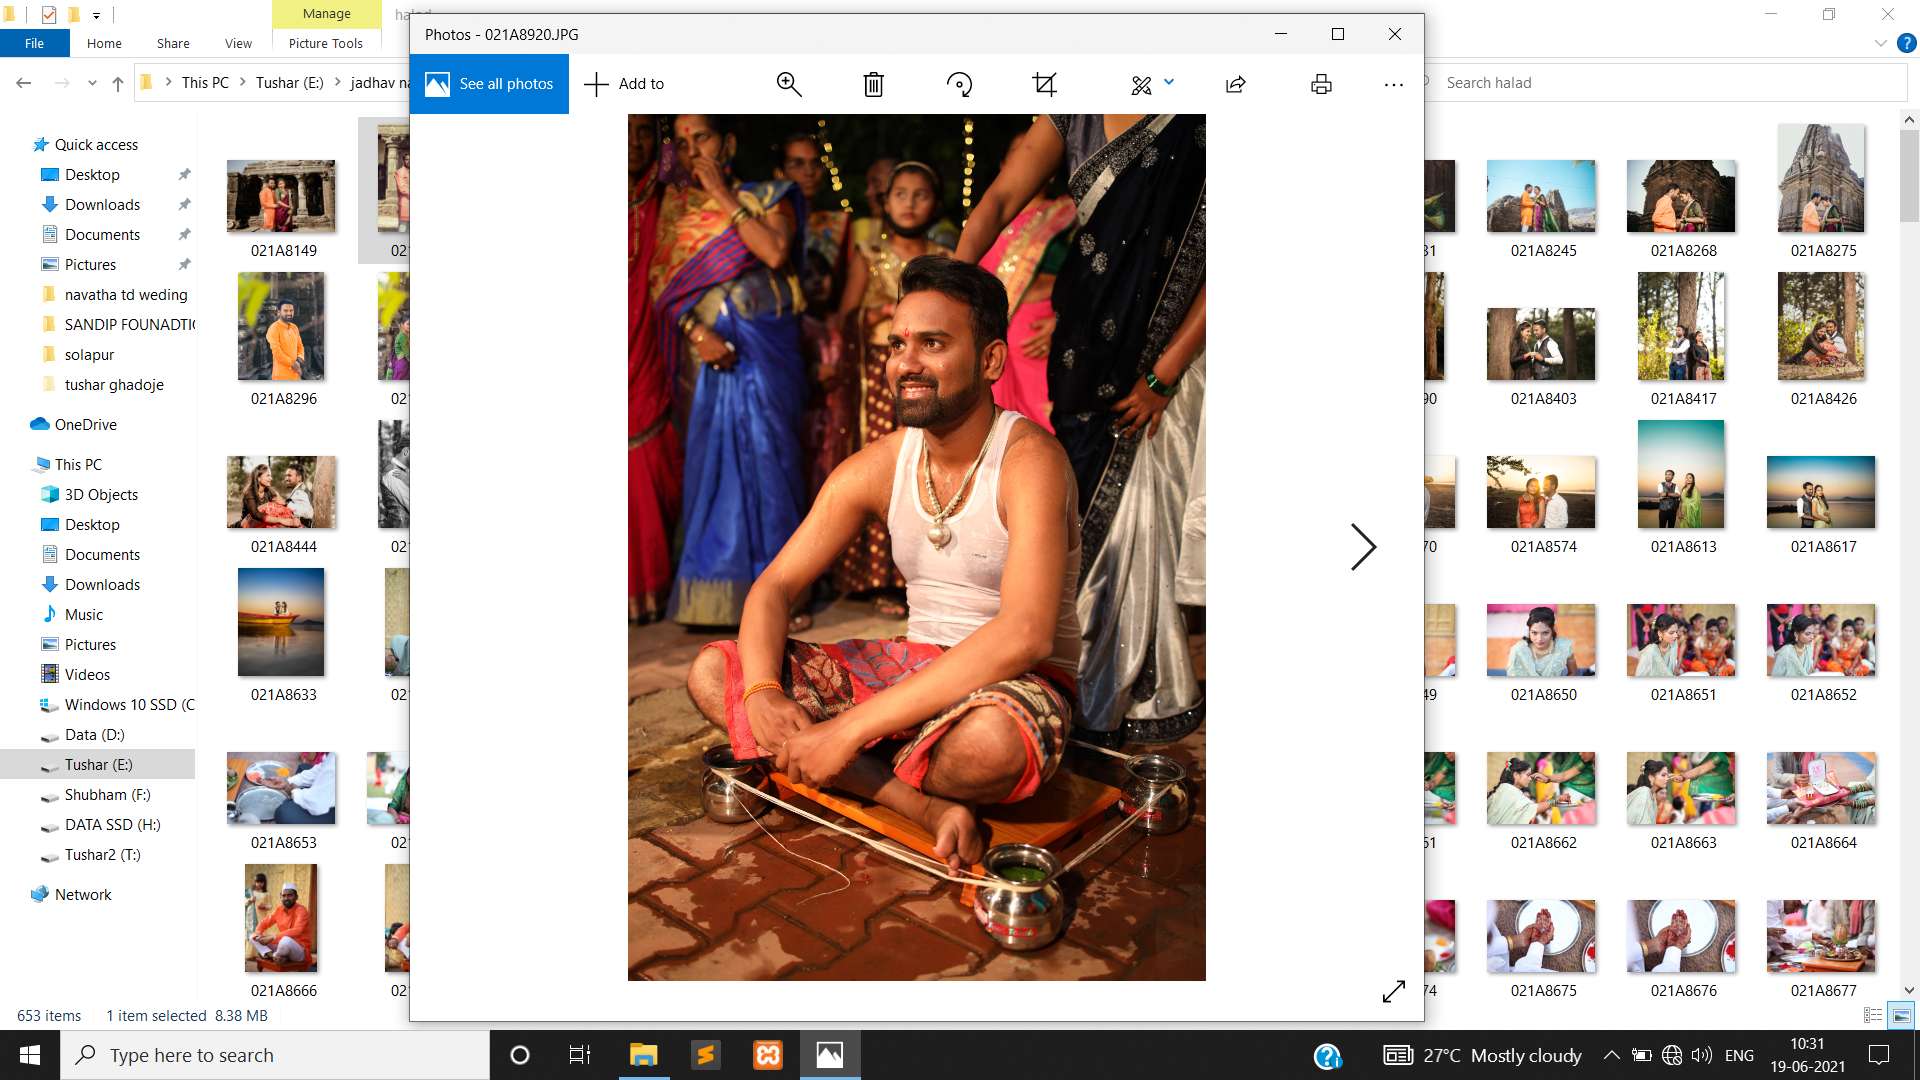 Manage
halad
File
Home
Share
View
Picture Tools
This PC
Tushar (E:)
jadhav na
Search halad
Photos - 021A8920.JPG
See all photos
Add to
Quick access
Desktop
Downloads
Documents
Pictures
navatha td weding
SANDIP FOUNADTI
solapur
tushar ghadoje
OneDrive
This PC
3D Objects
Desktop
Documents
Downloads
Music
Pictures
Videos
Windows 10 SSD (C
Data (D:)
Tushar (E:)
Shubham (F:)
DATA SSD (H:)
Tushar2 (T:)
Network
021A8149
02
31
021A8245
021A8268
021A8275
021A8296
02
90
021A8403
021A8417
021A8426
021A8444
02
70
021A8574
021A8613
021A8617
021A8633
02
49
021A8650
021A8651
021A8652
021A8653
02
61
021A8662
021A8663
021A8664
021A8666
02
74
021A8675
021A8676
021A8677
653 items
1 item selected 8.38 MB
Type here to search
27°C Mostly cloudy
ENG
10:31
19-06-2021